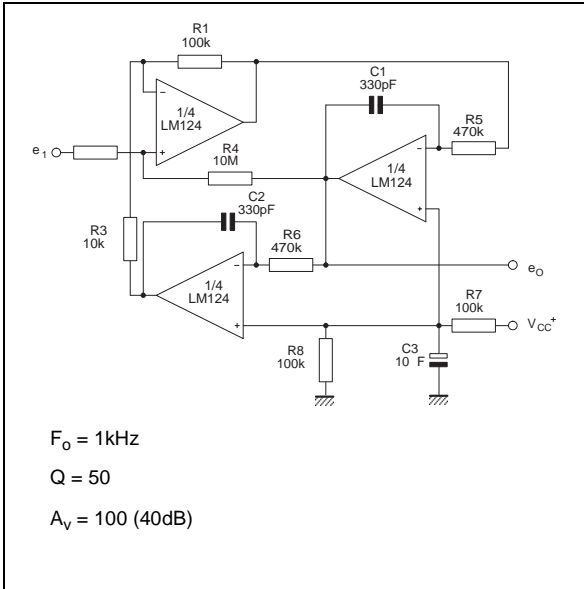 R1
100k
C1
330pF
1/4
LM124
R5
470k
e1
R4
10M
1/4
LM124
C2
330pF
R3
10k
R6
470k
1/4
LM124
eO
R7
100k
VCC+
R8
100k
C3
10 F
Fo = 1kHz
Q = 50
Av = 100 (40dB)